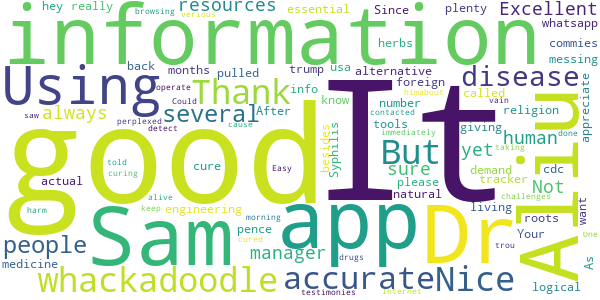 hey really browsing verious resources essential Since plenty Excellent whatsapp
information herbs commies messing
Using back months pulled trump usa alternative foreign disease
operate Thank info know number called vain himabout
saw perplexed always several Could After tools contacted giving religion appreciate
detect good It But immediately human done
cause besides Syphilis sure yet taking
told curing cure Easy please demand tracker Not cdc
actual natural Aliu
harm alive keep engineering Sam app Dr living roots want
people morning pence manager challenges Your
medicine cured drugs trou As One
whackadoodle accurate Nice logical
testimonies internet